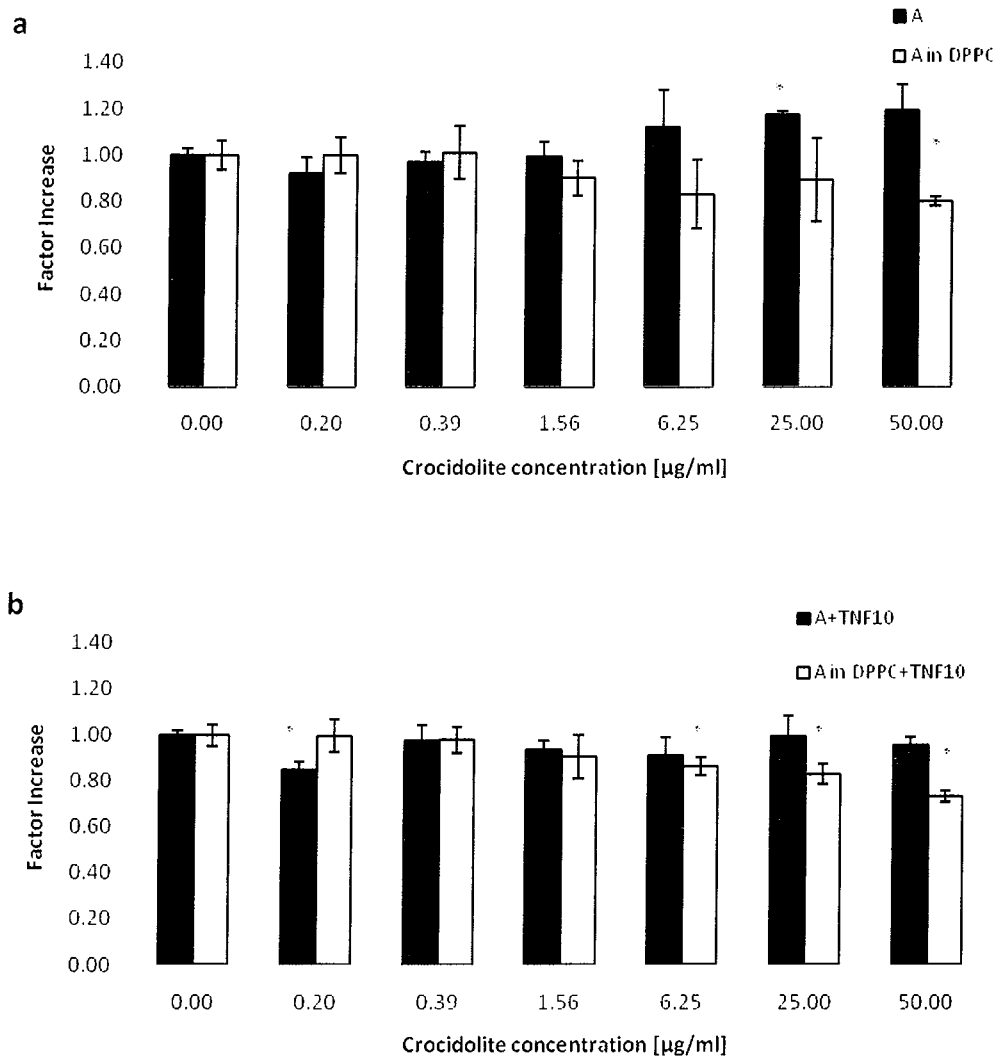 a
A
A in DPPC
1.40
1.20
1.00
0.80
0.60
0.40
0.20
0.00
Factor Increase
* *
0.00 0.20 0.39 1.56 6.25 25.00 50.00
Crocidolite concentration [µg/ml]
b
A+TNF10
A in DPPC+TNF10
1.40
1.20
1.00
0.80
0.60
0.40
0.20
0.00
Factor Increase
* * * *
0.00 0.20 0.39 1.56 6.25 25.00 50.00
Crocidolite concentration [µg/ml]